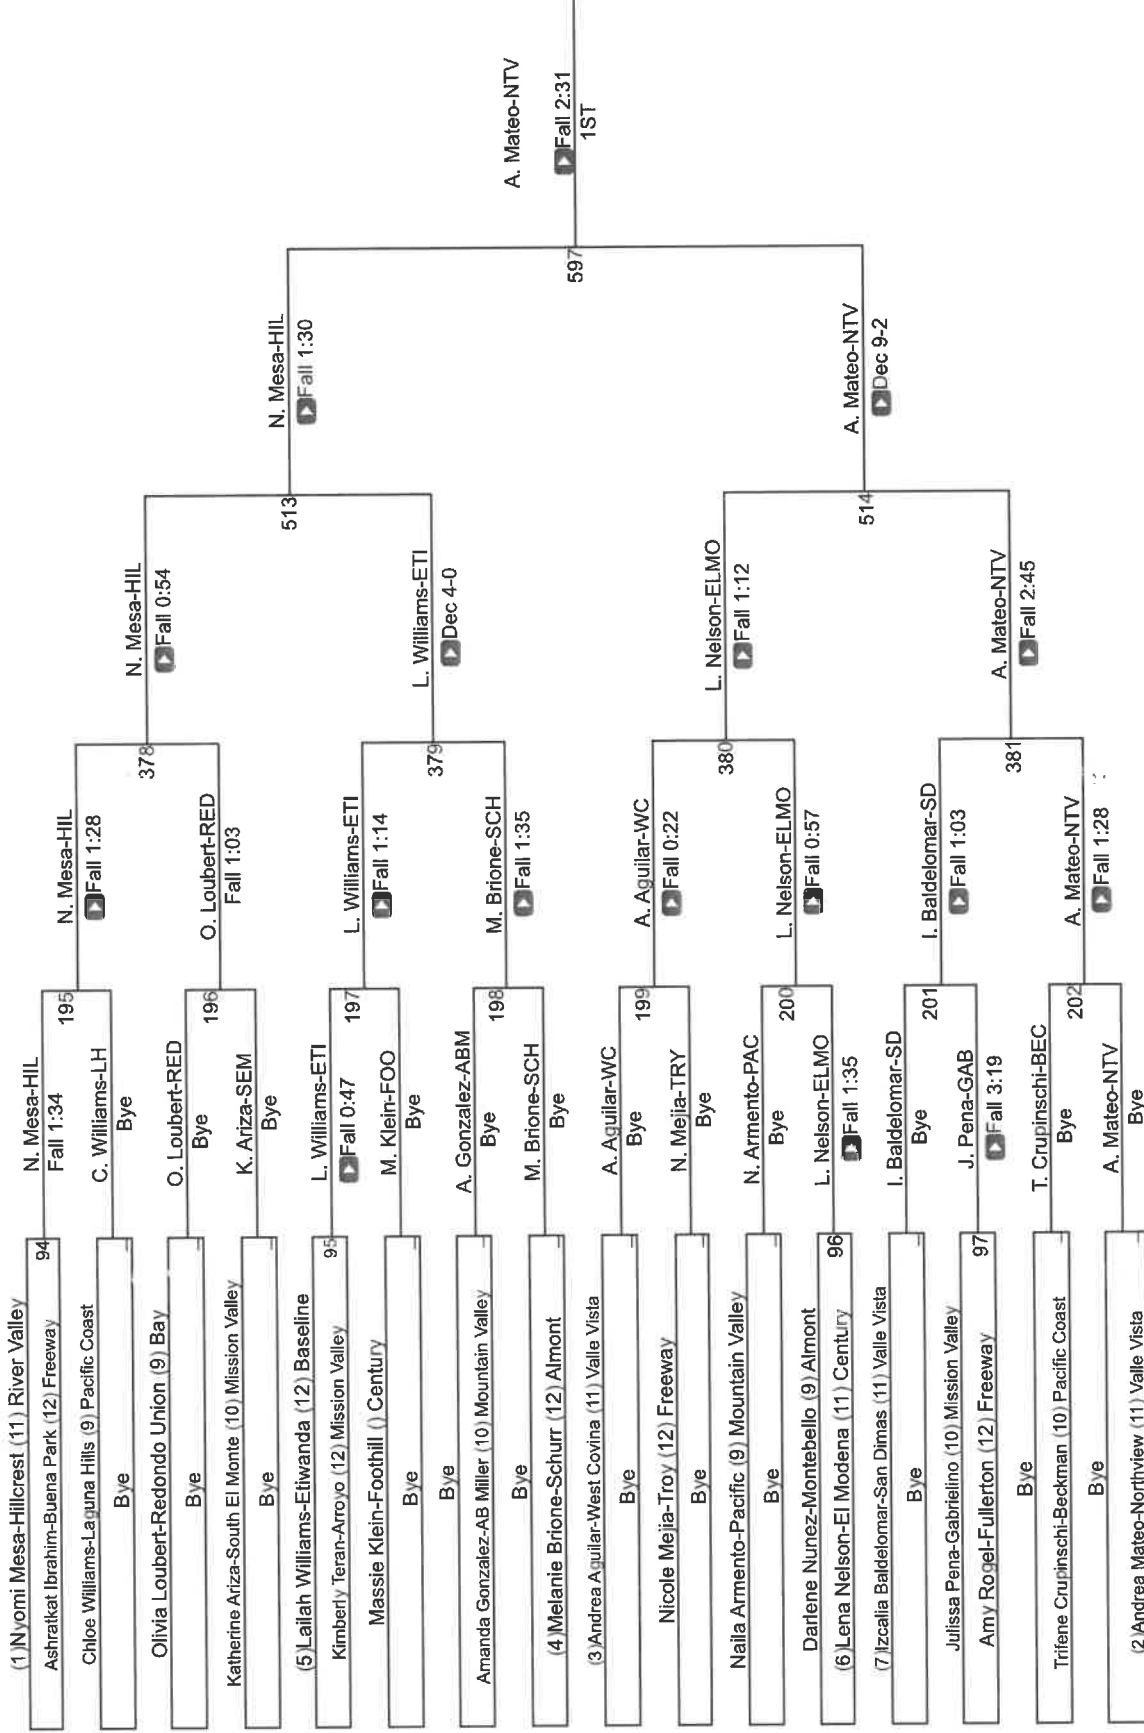 (1)Nyomi Mesa-Hillcrest (11) River Valley
94
Ashratkat Ibrahim-Buena Park (12) Freeway
Chloe Williams-Laguna Hills (9) Pacific Coast
Bye
Olivia Loubert-Redondo Union (9) Bay
Bye
Katherine Ariza-South El Monte (10) Mission Valley
Bye
(5)Lailah Williams-Etiwanda (12) Baseline
95
Kimberly Teran-Arroyo (12) Mission Valley
Massie Klein-Foothill () Century
Bye
Bye
Amanda Gonzalez-AB Miller (10) Mountain Valley
Bye
(4)Melanie Brione-Schurr (12) Almont
(3)Andrea Aguilar-West Covina (11) Valle Vista
Bye
Nicole Mejia-Troy (12) Freeway
Bye
Naila Armento-Pacific (9) Mountain Valley
Bye
Darlene Nunez-Montebello (9) Almont
96
(6)Lena Nelson-El Modena (11) Century
(7)Izcalia Baldelomar-San Dimas (11) Valle Vista
Bye
Julissa Pena-Gabrielino (10) Mission Valley
97
Amy Rogel-Fullerton (12) Freeway
Bye
Trifene Crupinschi-Beckman (10) Pacific Coast
Bye
(2)Andrea Mateo-Northview (11) Valle Vista
N. Mesa-HIL
Fall 1:34
195
C. Williams-LH
Bye
O. Loubert-RED
Bye
196
K. Ariza-SEM
Bye
L. Williams-ETI
Fall 0:47
197
M. Klein-FOO
Bye
A. Gonzalez-ABM
Bye
198
M. Brione-SCH
Bye
A. Aguilar-WC
Bye
199
N. Mejia-TRY
Bye
N. Armento-PAC
Bye
200
L. Nelson-ELMO
Fall 1:35
I. Baldelomar-SD
Bye
201
J. Pena-GAB
Fall 3:19
T. Crupinschi-BEC
Bye
202
A. Mateo-NTV
Bye
N. Mesa-HIL
Fall 1:28
378
O. Loubert-RED
Fall 1:03
L. Williams-ETI
Fall 1:14
379
M. Brione-SCH
Fall 1:35
A. Aguilar-WC
Fall 0:22
380
L. Nelson-ELMO
Fall 0:57
I. Baldelomar-SD
Fall 1:03
381
A. Mateo-NTV
Fall 1:28
N. Mesa-HIL
Fall 0:54
513
L. Williams-ETI
Dec 4-0
L. Nelson-ELMO
Fall 1:12
514
A. Mateo-NTV
Fall 2:45
N. Mesa-HIL
Fall 1:30
597
A. Mateo-NTV
Dec 9-2
A. Mateo-NTV
Fall 2:31
1ST